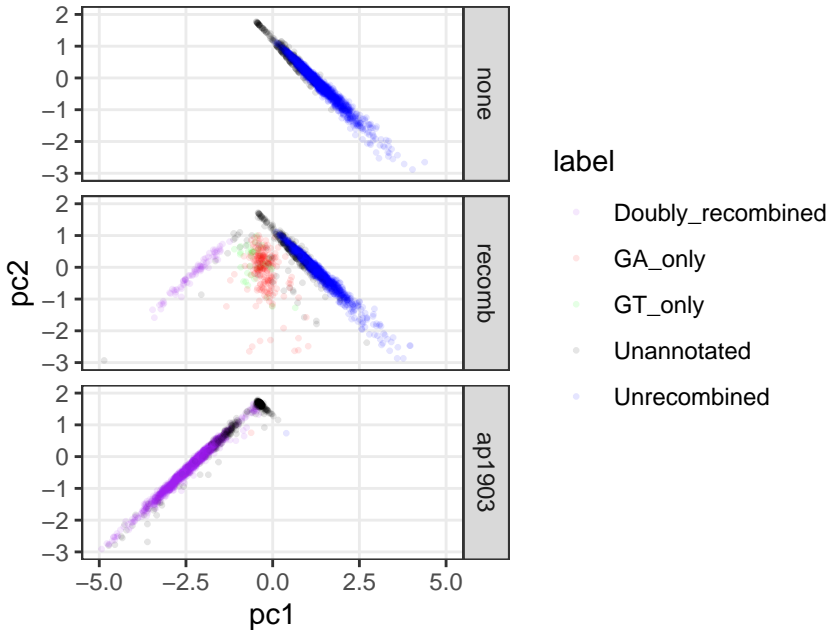 2
1
0
−1
−2
−3
none
2
1
0
−1
−2
−3
recomb
2
1
0
−1
−2
−3
ap1903
−5.0 −2.5 0.0 2.5 5.0
pc1
pc2
label
Doubly_recombined
GA_only
GT_only
Unannotated
Unrecombined